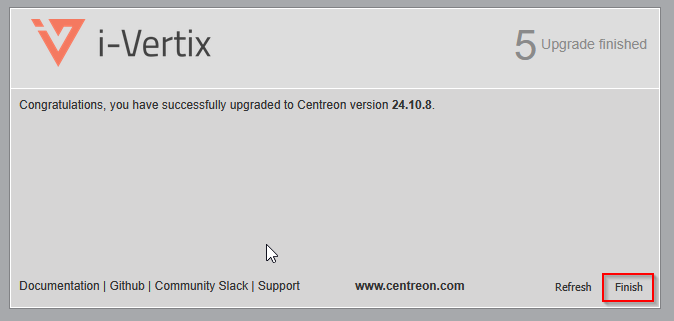 i-Vertix
5 Upgrade finished
Congratulations, you have successfully upgraded to Centreon version 24.10.8.
Documentation | Github | Community Slack | Support www.centreon.com Refresh Finish